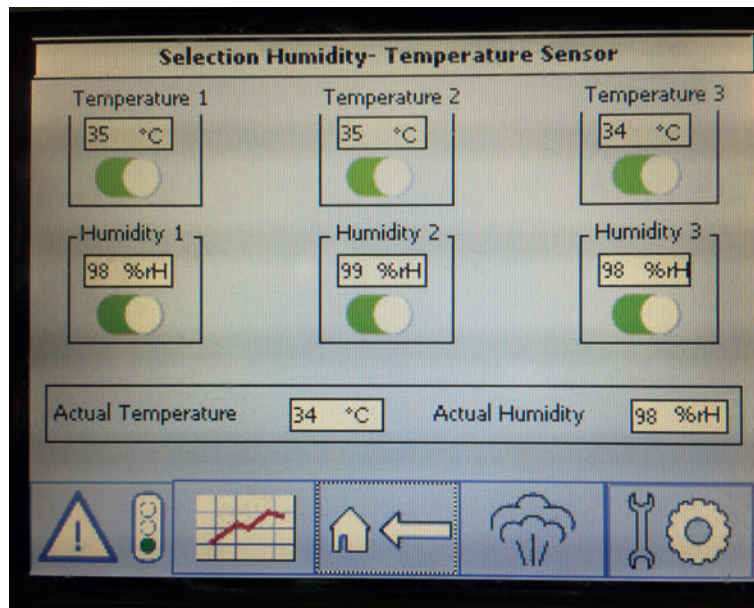 Selection Humidity- Temperature Sensor
Temperature 1 Temperature 2 Temperature 3
35 °C 35 °C 34 °C
Humidity 1 Humidity 2 Humidity 3
98 %rH 99 %rH 98 %rH
Actual Temperature 34 °C Actual Humidity 98 %rH